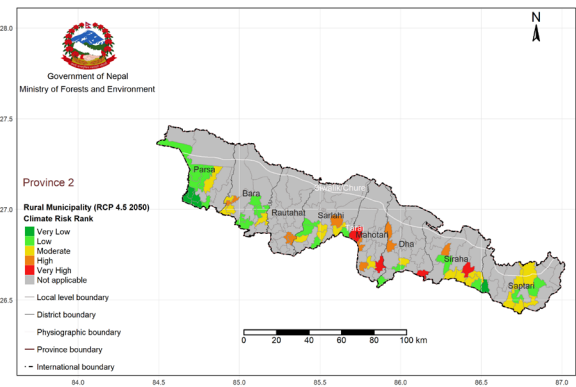 28.0
27.5
27.0
26.5
N
Government of Nepal
Ministry of Forests and Environment
Province 2
Rural Municipality (RCP 4.5 2050)
Climate Risk Rank
Very Low
Low
Moderate
High
Very High
Not applicable
Local level boundary
District boundary
Physiographic boundary
Province boundary
International boundary
Parsa
Bara
Rautahat
Sarlahi
Siwalik/Chure
Mahotari
Dha
Siraha
Saptari
0 20 40 60 80 100 km
84.0 84.5 85.0 85.5 86.0 86.5 87.0